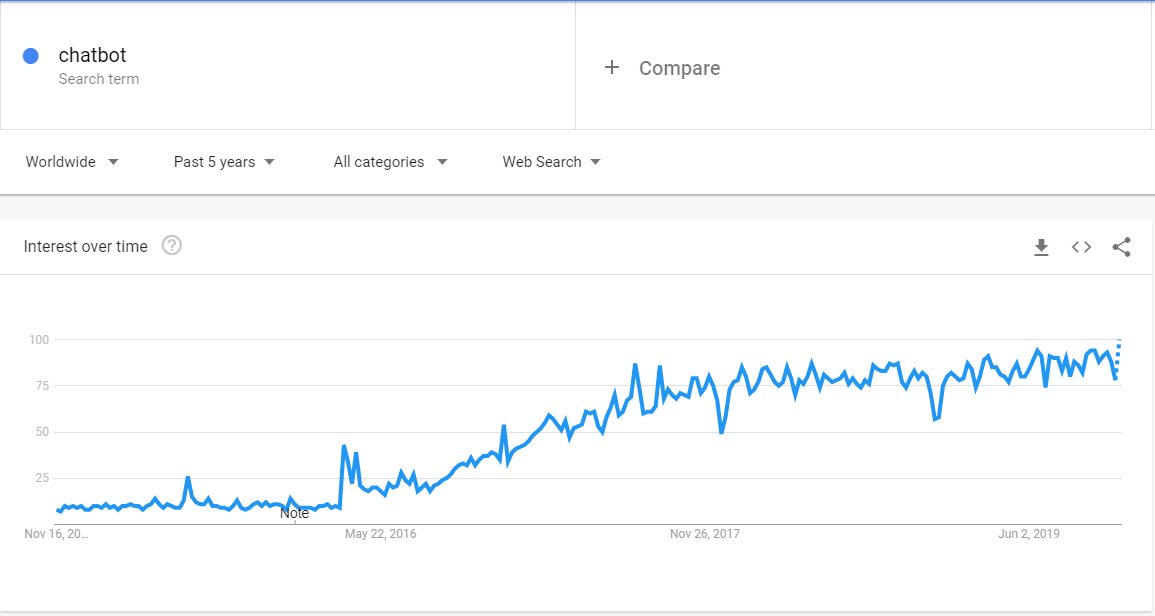 chatbot
Search term
+ Compare
Worldwide
Past 5 years
All categories
Web Search
Interest over time ?
100
75
50
25
Note
Nov 16, 20...
May 22, 2016
Nov 26, 2017
Jun 2, 2019